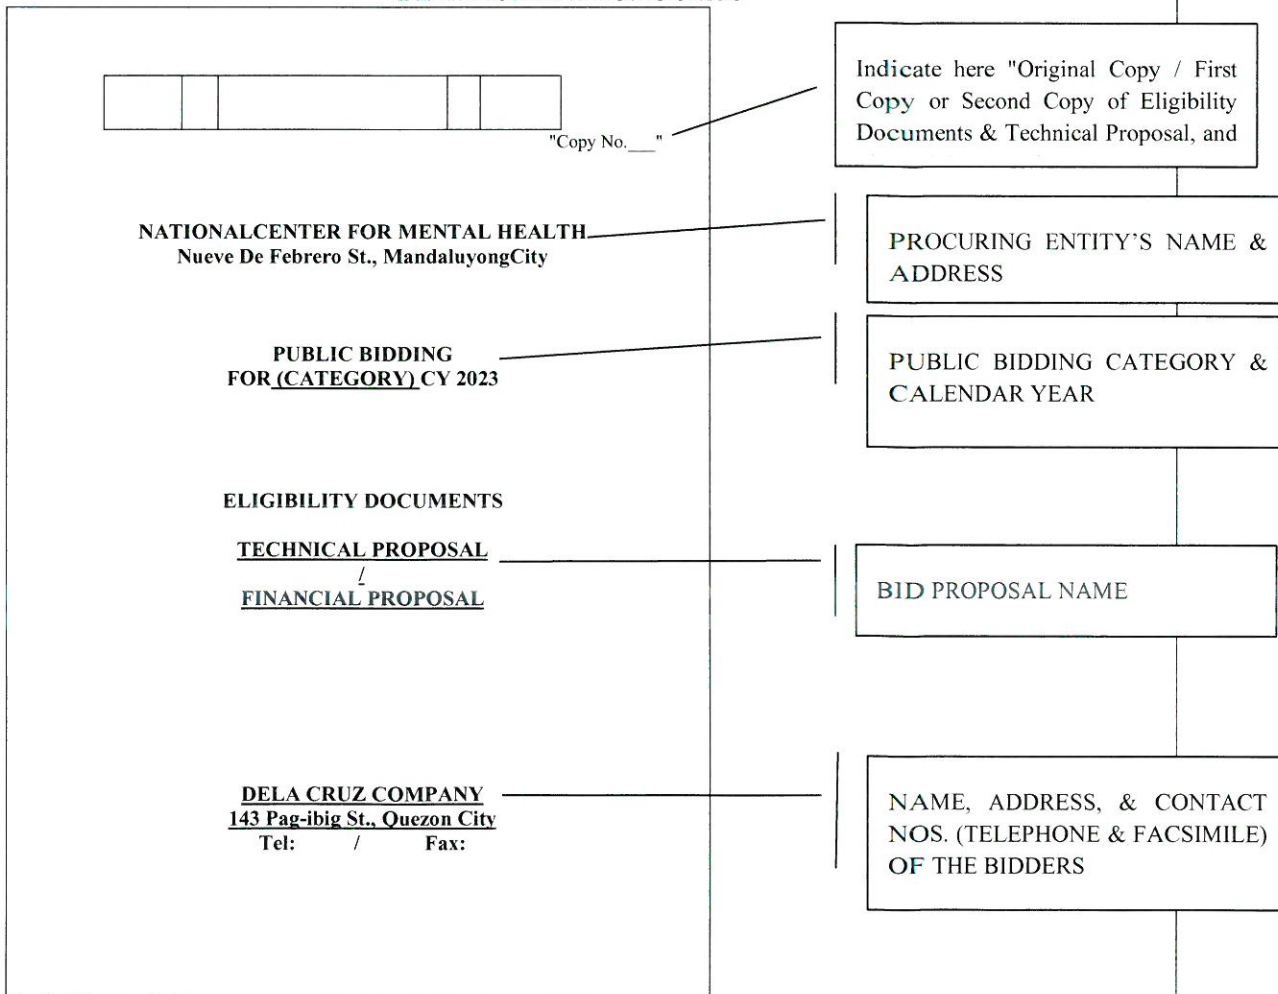 "Copy No.___"
NATIONALCENTER FOR MENTAL HEALTH
Nueve De Febrero St., MandaluyongCity
PUBLIC BIDDING
FOR (CATEGORY) CY 2023
ELIGIBILITY DOCUMENTS
TECHNICAL PROPOSAL
/
FINANCIAL PROPOSAL
DELA CRUZ COMPANY
143 Pag-ibig St., Quezon City
Tel: / Fax:
Indicate here "Original Copy / First
Copy or Second Copy of Eligibility
Documents & Technical Proposal, and
PROCURING ENTITY'S NAME &
ADDRESS
PUBLIC BIDDING CATEGORY &
CALENDAR YEAR
BID PROPOSAL NAME
NAME, ADDRESS, & CONTACT
NOS. (TELEPHONE & FACSIMILE)
OF THE BIDDERS